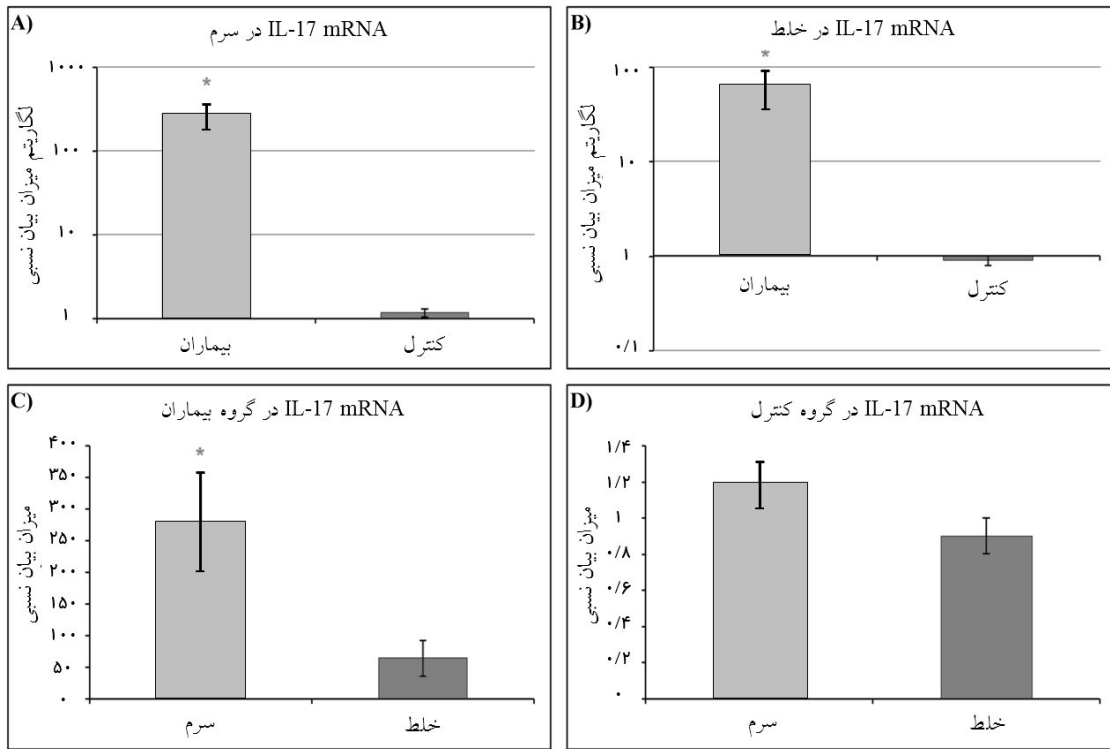 A)
IL-17 mRNA در سرم
لگاریتم میزان بیان نسبی
۱۰۰۰
۱۰۰
۱۰
۱
*
بیماران
کنترل
B)
IL-17 mRNA در خلط
لگاریتم میزان بیان نسبی
۱۰۰
۱۰
۱
۰/۱
*
بیماران
کنترل
C)
IL-17 mRNA در گروه بیماران
میزان بیان نسبی
۴۰۰
۳۵۰
۳۰۰
۲۵۰
۲۰۰
۱۵۰
۱۰۰
۵۰
۰
*
سرم
خلط
D)
IL-17 mRNA در گروه کنترل
میزان بیان نسبی
۱/۴
۱/۲
۱
۰/۸
۰/۶
۰/۴
۰/۲
۰
سرم
خلط